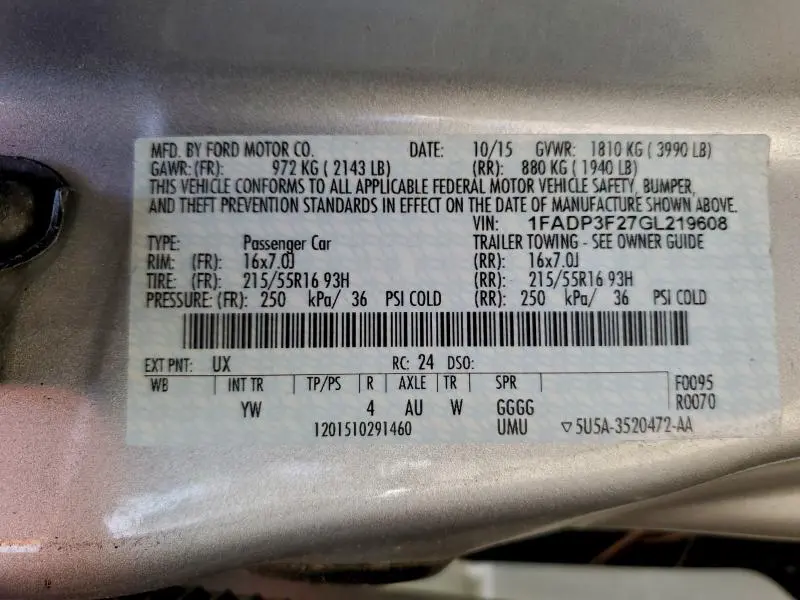 MFD. BY FORD MOTOR CO. DATE: 10/15 GVWR: 1810 KG ( 3990 LB)
GAWR: (FR): 972 KG ( 2143 LB) (RR): 880 KG ( 1940 LB)
THIS VEHICLE CONFORMS TO ALL APPLICABLE FEDERAL MOTOR VEHICLE SAFETY, BUMPER,
AND THEFT PREVENTION STANDARDS IN EFFECT ON THE DATE OF MANUFACTURE SHOWN ABOVE.
VIN: 1FADP3F27GL219608
TYPE: Passenger Car TRAILER TOWING - SEE OWNER GUIDE
RIM: (FR): 16x7.0J (RR): 16x7.0J
TIRE: (FR): 215/55R16 93H (RR): 215/55R16 93H
PRESSURE: (FR): 250 kPa/ 36 PSI COLD (RR): 250 kPa/ 36 PSI COLD
EXT PNT: UX RC: 24 DSO:
WB INT TR TP/PS R AXLE TR SPR F0095
YW 4 AU W GGGG R0070
1201510291460 UMU ▽5U5A-3520472-AA